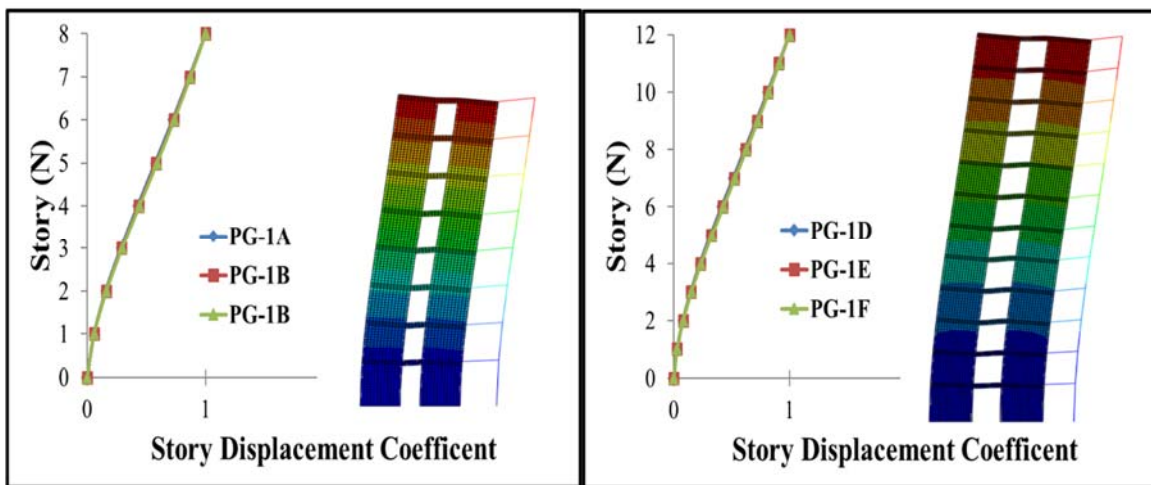 8
7
6
5
4
3
2
1
0
Story (N)
PG-1A
PG-1B
PG-1B
0 1
Story Displacement Coefficent
12
10
8
6
4
2
0
Story (N)
PG-1D
PG-1E
PG-1F
0 1
Story Displacement Coefficent